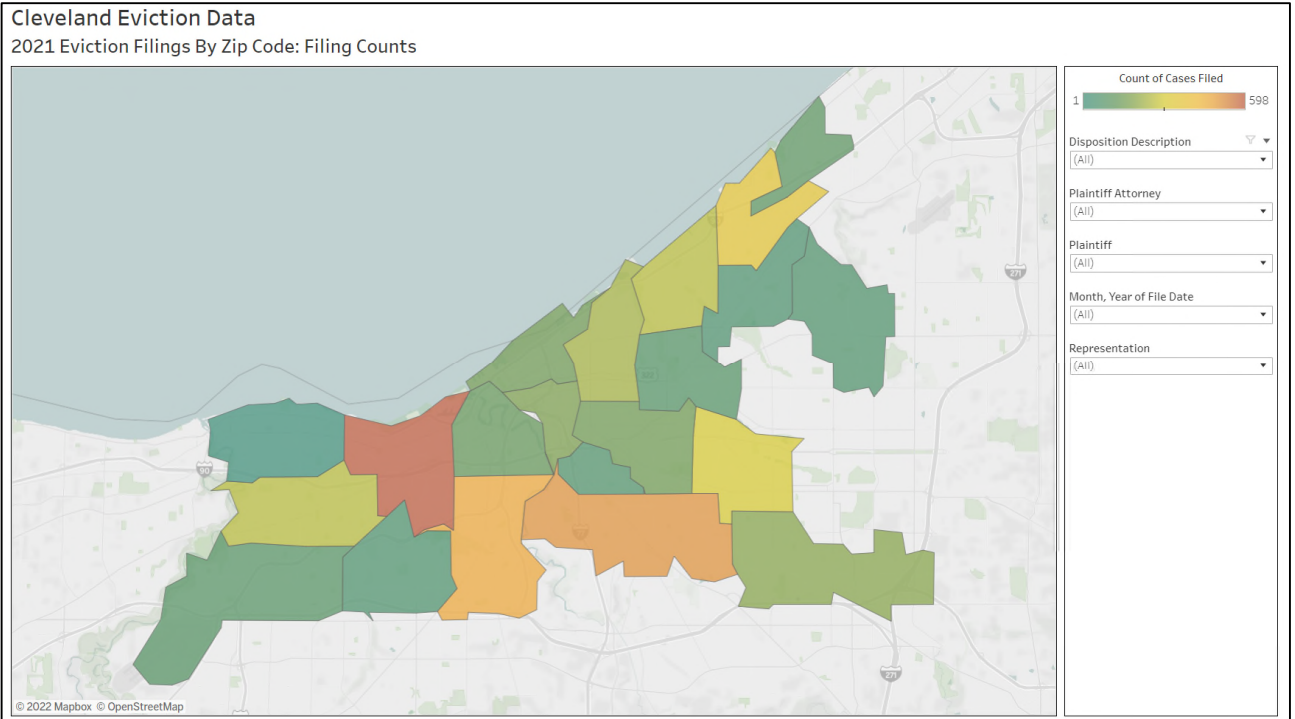 Cleveland Eviction Data
2021 Eviction Filings By Zip Code: Filing Counts
Count of Cases Filed
1 598
Disposition Description
(All)
Plaintiff Attorney
(All)
Plaintiff
(All)
Month, Year of File Date
(All)
Representation
(All)
271
90
271
© 2022 Mapbox © OpenStreetMap